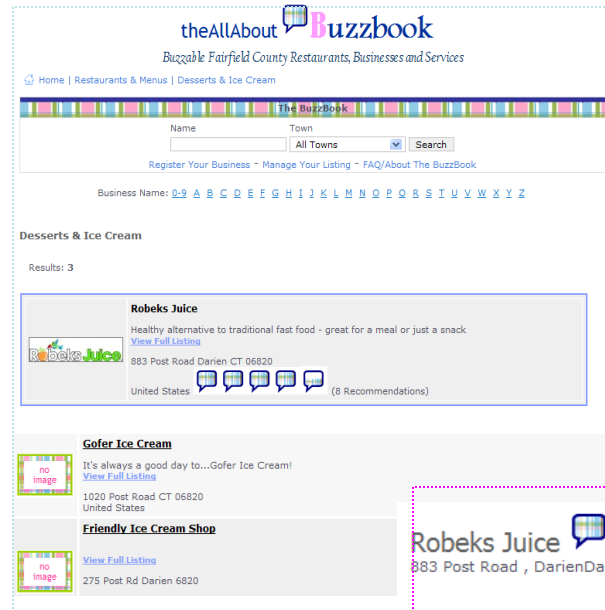 theAllAbout Buzzbook
Buzzable Fairfield County Restaurants, Businesses and Services
Home | Restaurants & Menus | Desserts & Ice Cream
The BuzzBook
Name Town
All Towns Search
Register Your Business - Manage Your Listing - FAQ/About The BuzzBook
Business Name: 0-9 A B C D E F G H I J K L M N O P Q R S T U V W X Y Z
Desserts & Ice Cream
Results: 3
Robeks Juice
Healthy alternative to traditional fast food - great for a meal or just a snack
View Full Listing
Robeks Juice
883 Post Road Darien CT 06820
United States (8 Recommendations)
Gofer Ice Cream
It's always a good day to...Gofer Ice Cream!
no image
View Full Listing
1020 Post Road CT 06820
United States
Friendly Ice Cream Shop
View Full Listing
no image
275 Post Rd Darien 6820
Robeks Juice
883 Post Road , DarienDa